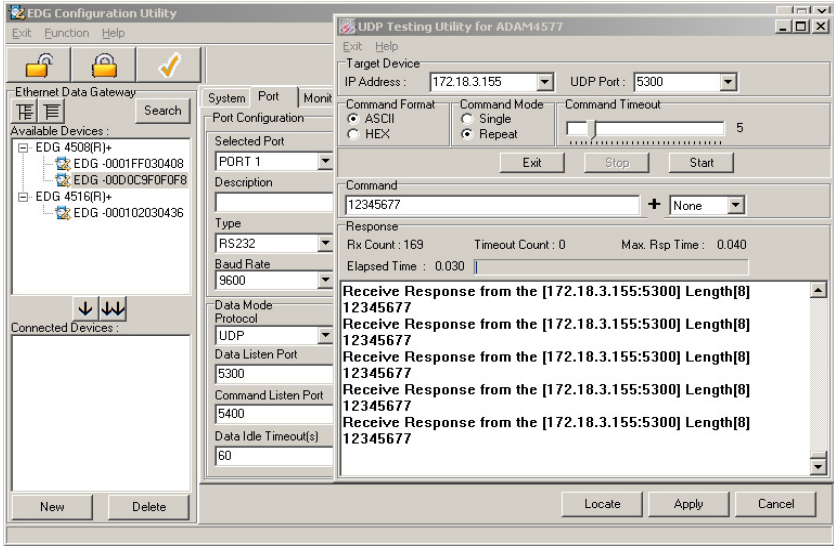 EDG Configuration Utility
Exit Function Help
Ethernet Data Gateway
Search
Available Devices :
EDG 4508(R)+
EDG -0001FF030408
EDG -00D0C9F0F0F8
EDG 4516(R)+
EDG -000102030436
Connected Devices :
New Delete
System Port Monit
Port Configuration
Selected Port
PORT 1
Description
Type
RS232
Baud Rate
9600
Data Mode
Protocol
UDP
Data Listen Port
5300
Command Listen Port
5400
Data Idle Timeout(s)
60
Locate Apply Cancel
UDP Testing Utility for ADAM4577
Exit Help
Target Device
IP Address : 172.18.3.155 UDP Port : 5300
Command Format Command Mode Command Timeout
ASCII Single
HEX Repeat
5
Exit Stop Start
Command
12345677 + None
Response
Rx Count : 169 Timeout Count : 0 Max. Rsp Time : 0.040
Elapsed Time : 0.030
Receive Response from the [172.18.3.155:5300] Length[8]
12345677
Receive Response from the [172.18.3.155:5300] Length[8]
12345677
Receive Response from the [172.18.3.155:5300] Length[8]
12345677
Receive Response from the [172.18.3.155:5300] Length[8]
12345677
Receive Response from the [172.18.3.155:5300] Length[8]
12345677